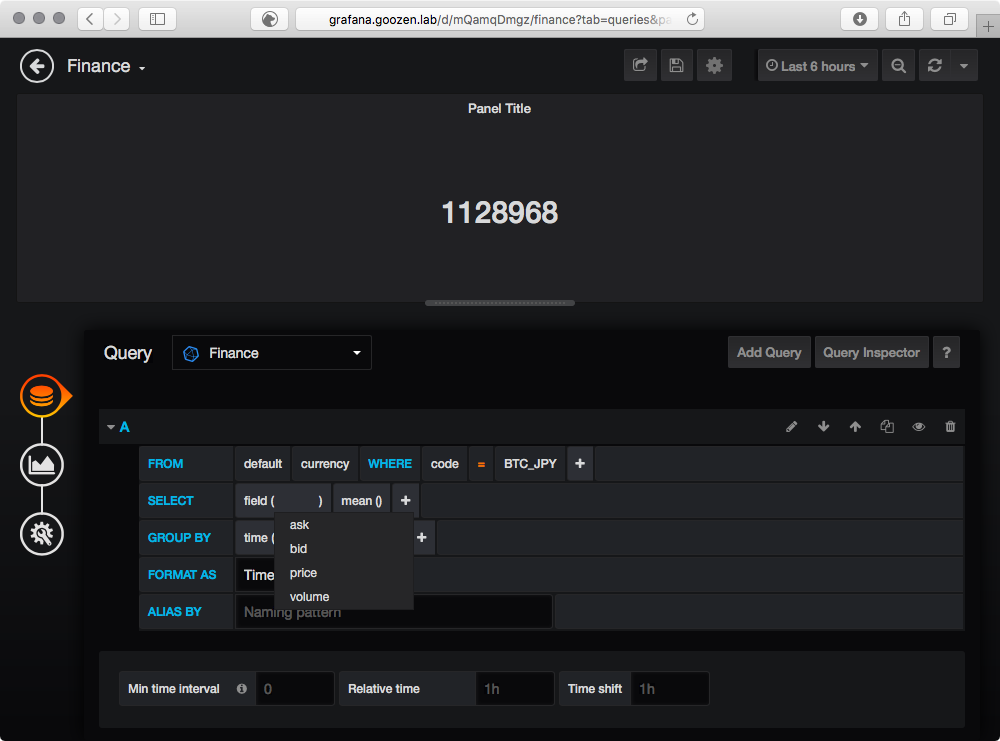 grafana.goozen.lab/d/mQamqDmgz/finance?tab=queries&pa
Finance
Last 6 hours
Panel Title
1128968
Query Finance Add Query Query Inspector ?
A
FROM default currency WHERE code = BTC_JPY +
SELECT field ( ) mean () +
ask
bid
price
volume
GROUP BY time ( +
FORMAT AS Time
ALIAS BY Naming pattern
Min time interval 0 Relative time 1h Time shift 1h